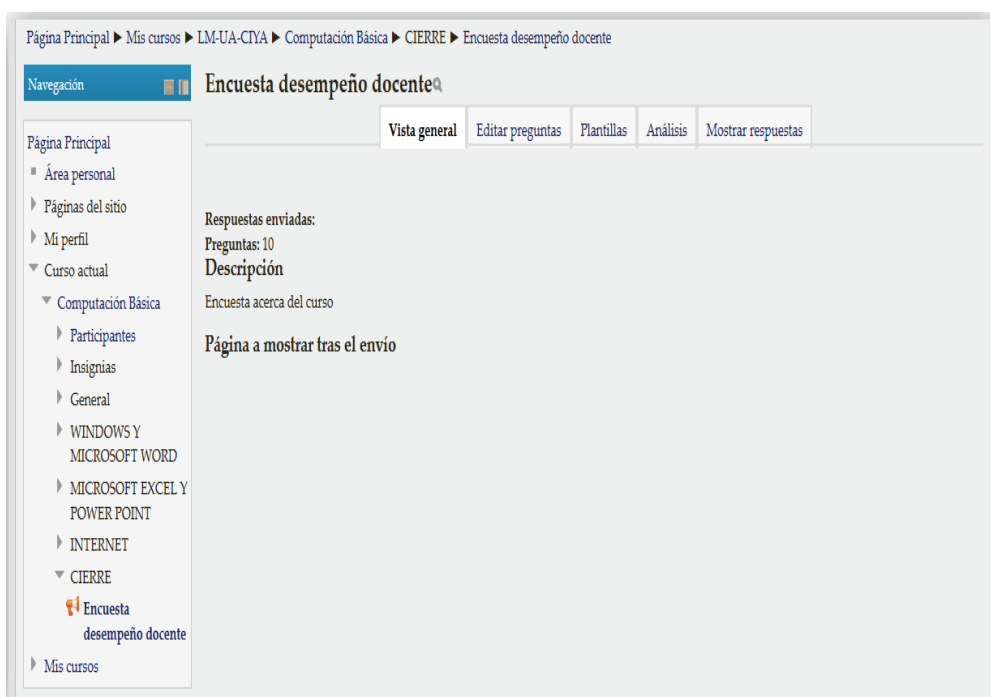 Página Principal ▶ Mis cursos ▶ LM-UA-CIYA ▶ Computación Básica ▶ CIERRE ▶ Encuesta desempeño docente
Navegación
Página Principal
Área personal
Páginas del sitio
Mi perfil
Curso actual
Computación Básica
Participantes
Insignias
General
WINDOWS Y
MICROSOFT WORD
MICROSOFT EXCEL Y
POWER POINT
INTERNET
CIERRE
Encuesta
desempeño docente
Mis cursos
Encuesta desempeño docente
Vista general Editar preguntas Plantillas Análisis Mostrar respuestas
Respuestas enviadas:
Preguntas: 10
Descripción
Encuesta acerca del curso
Página a mostrar tras el envío